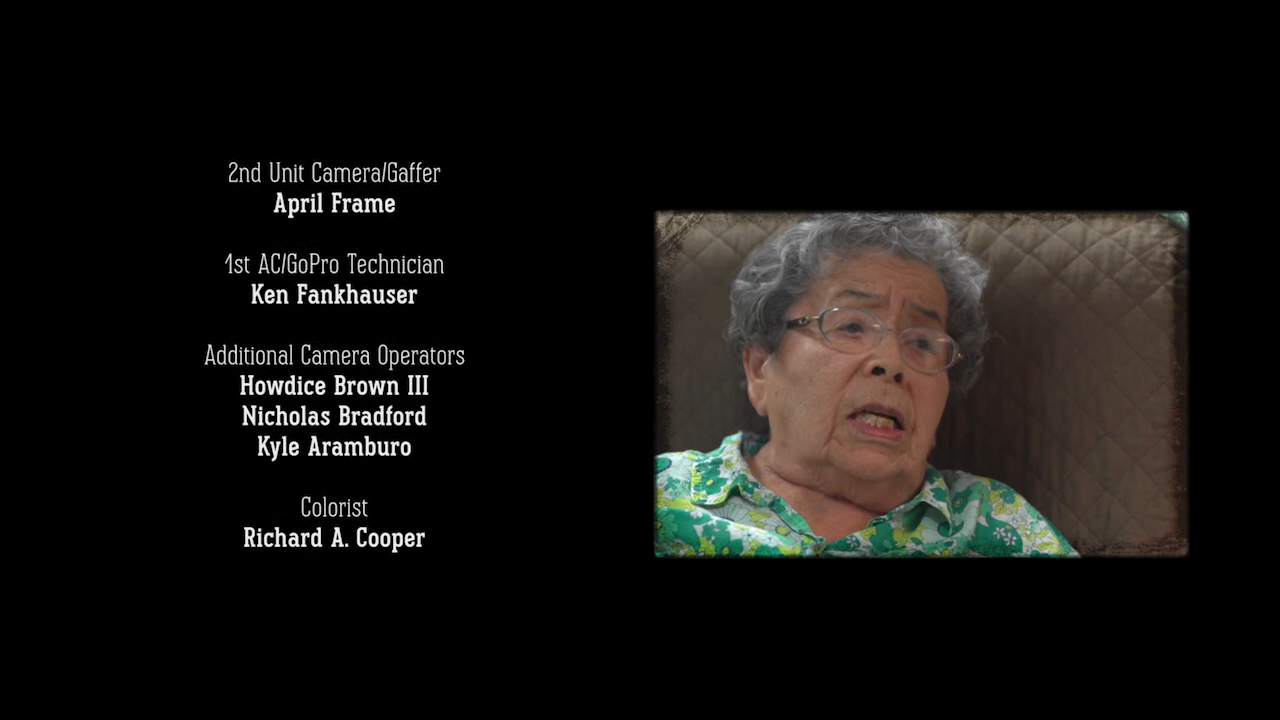 2nd Unit Camera/Gaffer
April Frame
1st AC/GoPro Technician
Ken Fankhauser
Additional Camera Operators
Howdice Brown III
Nicholas Bradford
Kyle Aramburo
Colorist
Richard A. Cooper